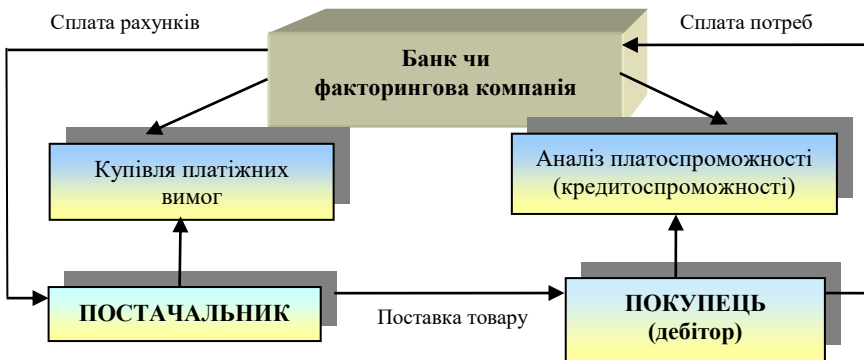 Сплата рахунків
Сплата потреб
Банк чи
факторингова компанія
Купівля платіжних
вимог
Аналіз платоспроможності
(кредитоспроможності)
ПОСТАЧАЛЬНИК
Поставка товару
ПОКУПЕЦЬ
(дебітор)